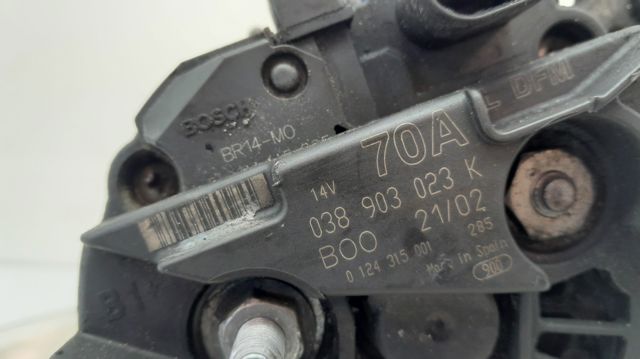 BOSCH
BR14-MO
70A
L DFM
14V
038 903 023 K
BOO 21/02
0 124 315 001 285
Made in Spain
900